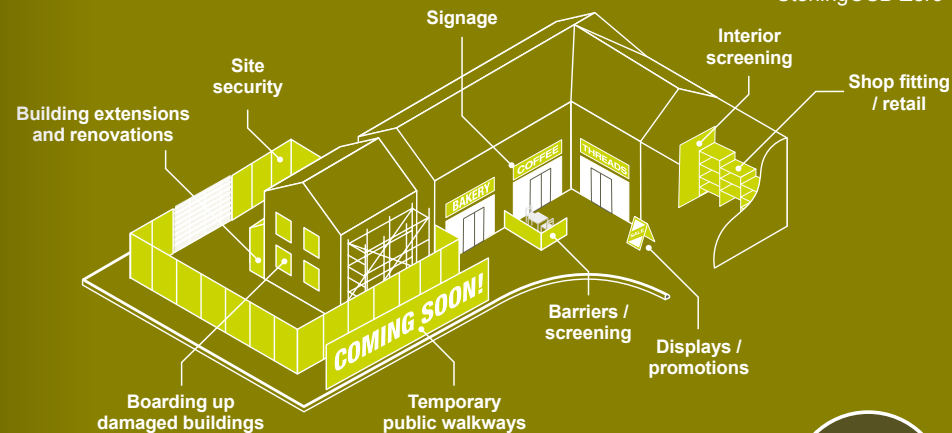 Signage
Interior
screening
Site
security
Shop fitting
/ retail
Building extensions
and renovations
BAKERY
COFFEE
THREADS
SALE
COMING SOON!
Barriers /
screening
Displays /
promotions
Boarding up
damaged buildings
Temporary
public walkways